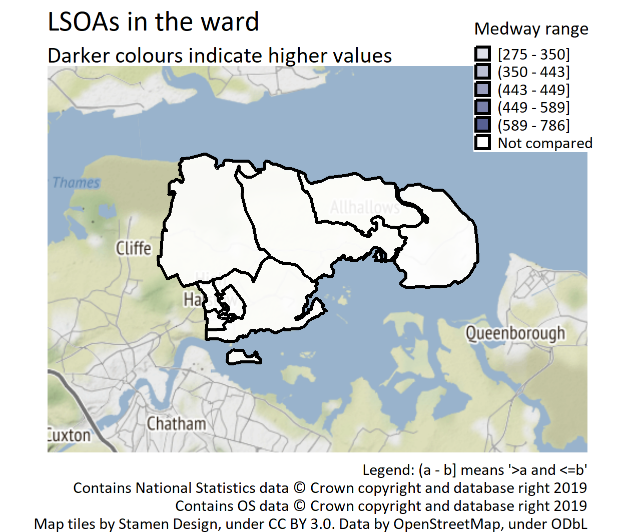 LSOAs in the ward
Darker colours indicate higher values
Medway range
[275 - 350]
(350 - 443]
(443 - 449]
(449 - 589]
(589 - 786]
Not compared
Thames
Allhallows
Cliffe
Ha
Queenborough
Chatham
Luxton
Legend: (a - b] means '>a and <=b'
Contains National Statistics data © Crown copyright and database right 2019
Contains OS data © Crown copyright and database right 2019
Map tiles by Stamen Design, under CC BY 3.0. Data by OpenStreetMap, under ODbL